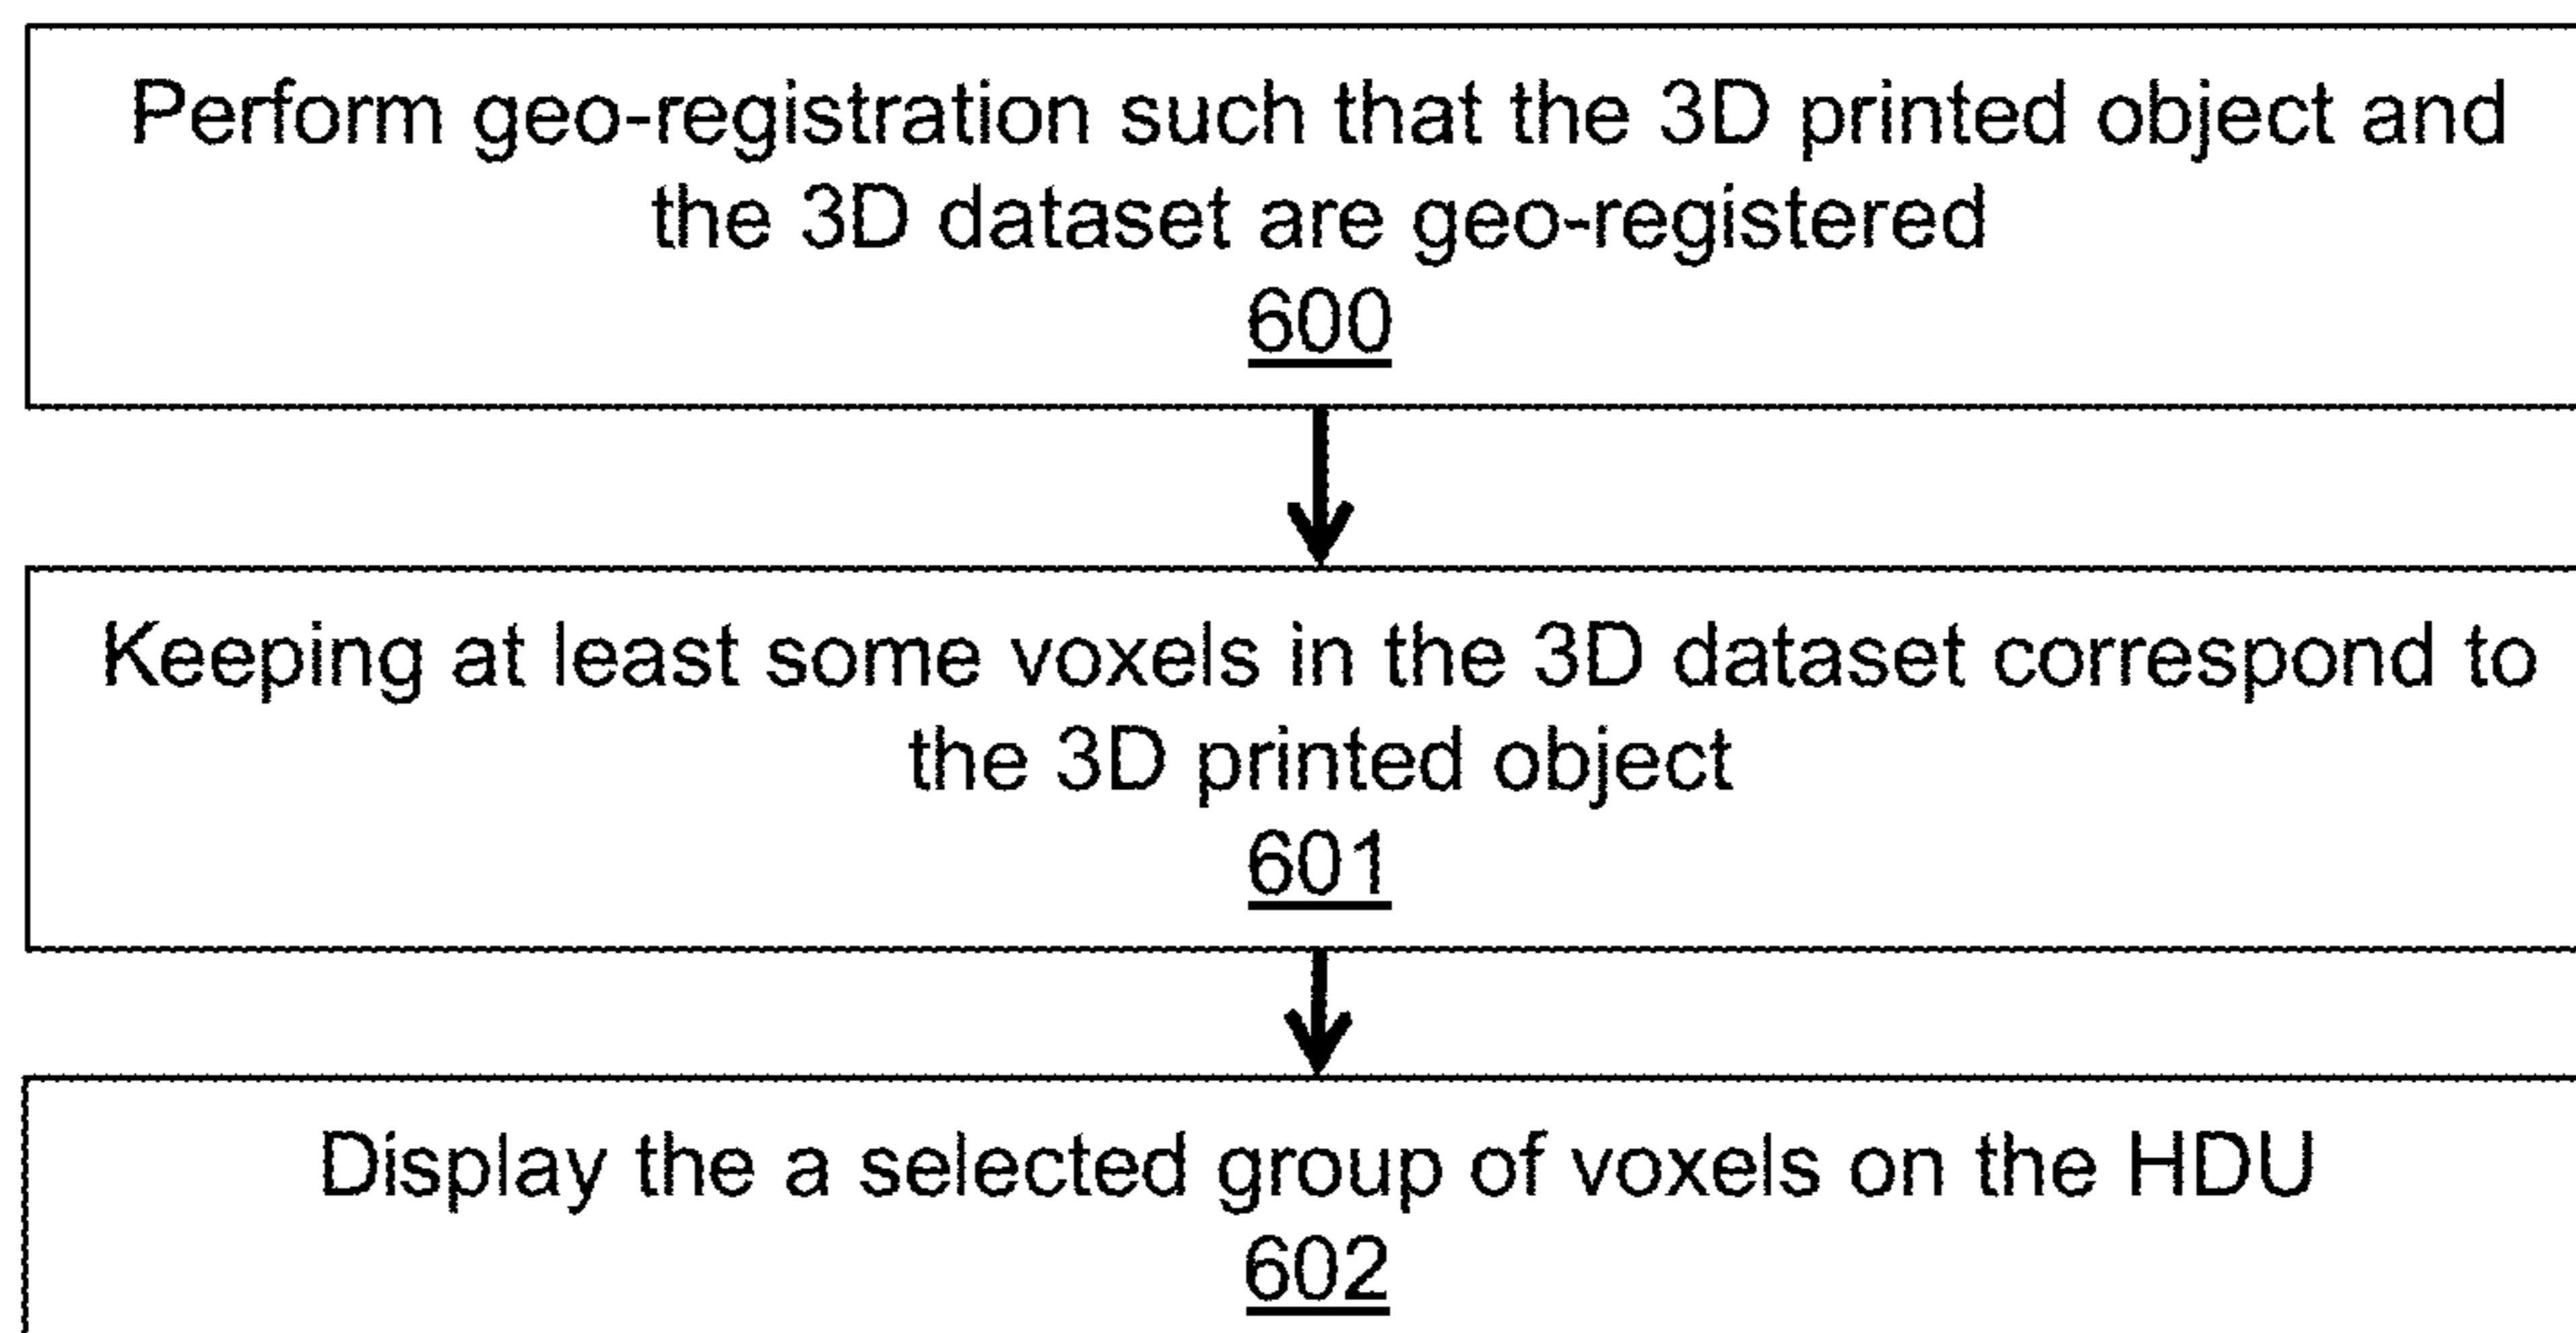 Perform geo-registration such that the 3D printed object and
the 3D dataset are geo-registered
600
Keeping at least some voxels in the 3D dataset correspond to
the 3D printed object
601
Display the a selected group of voxels on the HDU
602